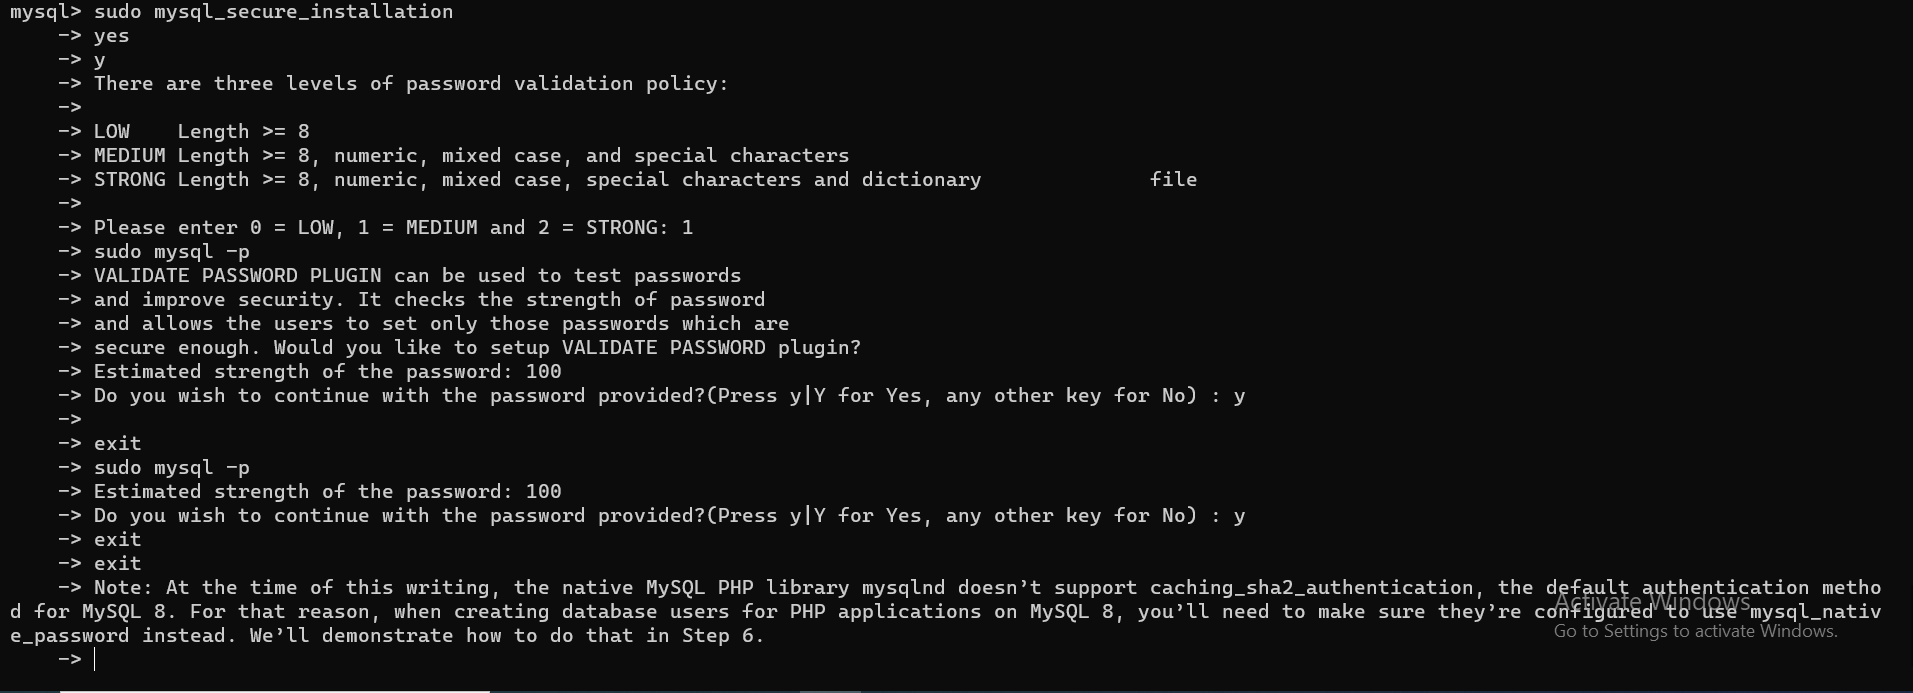 mysql> sudo mysql_secure_installation
-> yes
-> y
-> There are three levels of password validation policy:
->
-> LOW    Length >= 8
-> MEDIUM Length >= 8, numeric, mixed case, and special characters
-> STRONG Length >= 8, numeric, mixed case, special characters and dictionary              file
->
-> Please enter 0 = LOW, 1 = MEDIUM and 2 = STRONG: 1
-> sudo mysql -p
-> VALIDATE PASSWORD PLUGIN can be used to test passwords
-> and improve security. It checks the strength of password
-> and allows the users to set only those passwords which are
-> secure enough. Would you like to setup VALIDATE PASSWORD plugin?
-> Estimated strength of the password: 100
-> Do you wish to continue with the password provided?(Press y|Y for Yes, any other key for No) : y
->
-> exit
-> sudo mysql -p
-> Estimated strength of the password: 100
-> Do you wish to continue with the password provided?(Press y|Y for Yes, any other key for No) : y
-> exit
-> exit
-> Note: At the time of this writing, the native MySQL PHP library mysqlnd doesn’t support caching_sha2_authentication, the default authentication metho
d for MySQL 8. For that reason, when creating database users for PHP applications on MySQL 8, you’ll need to make sure they’re configured to use mysql_nativ
e_password instead. We’ll demonstrate how to do that in Step 6.
->
Activate Windows
Go to Settings to activate Windows.